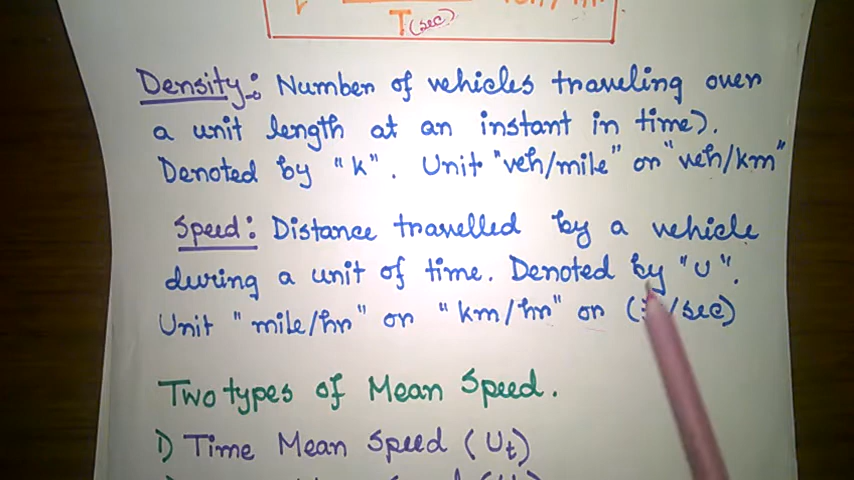 T(sec)
Density: Number of vehicles traveling over
a unit length at an instant in time).
Denoted by "K". Unit "veh/mile" or "veh/km"
Speed: Distance travelled by a vehicle
during a unit of time. Denoted by "U".
Unit "mile/hr" or "km/hr" or ( /sec)
Two types of Mean Speed.
1) Time Mean Speed (Ut)